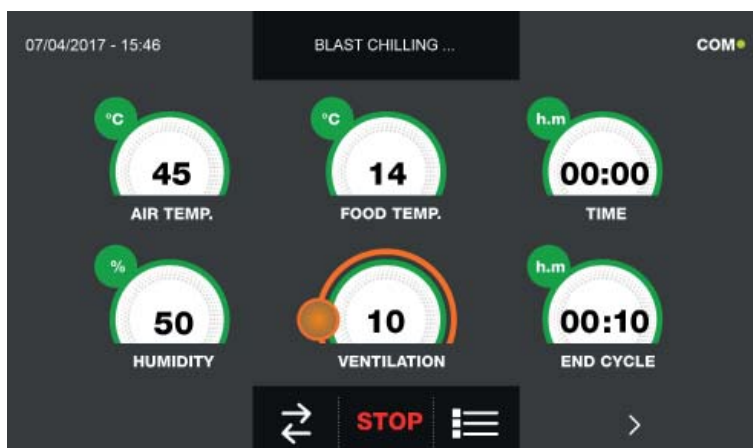 07/04/2017 - 15:46
BLAST CHILLING ...
COM
°C
45
AIR TEMP.
°C
14
FOOD TEMP.
h.m
00:00
TIME
%
50
HUMIDITY
10
VENTILATION
h.m
00:10
END CYCLE
STOP